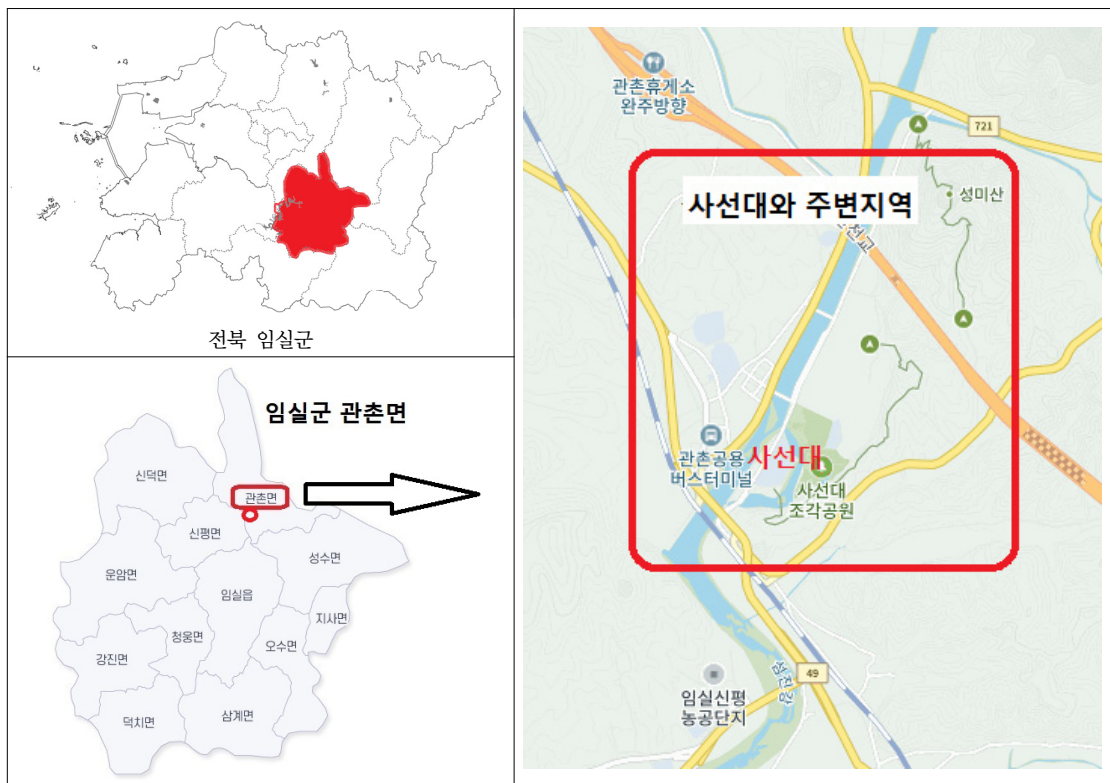 전북 임실군
임실군 관촌면
신덕면
관촌면
신평면
성수면
운암면
임실읍
지사면
청웅면
오수면
강진면
덕치면
삼계면
관촌휴게소
완주방향
721
사선대와 주변지역
성미산
천교
관촌공용
버스터미널
사선대
사선대
조각공원
섬진강
49
임실신평
농공단지